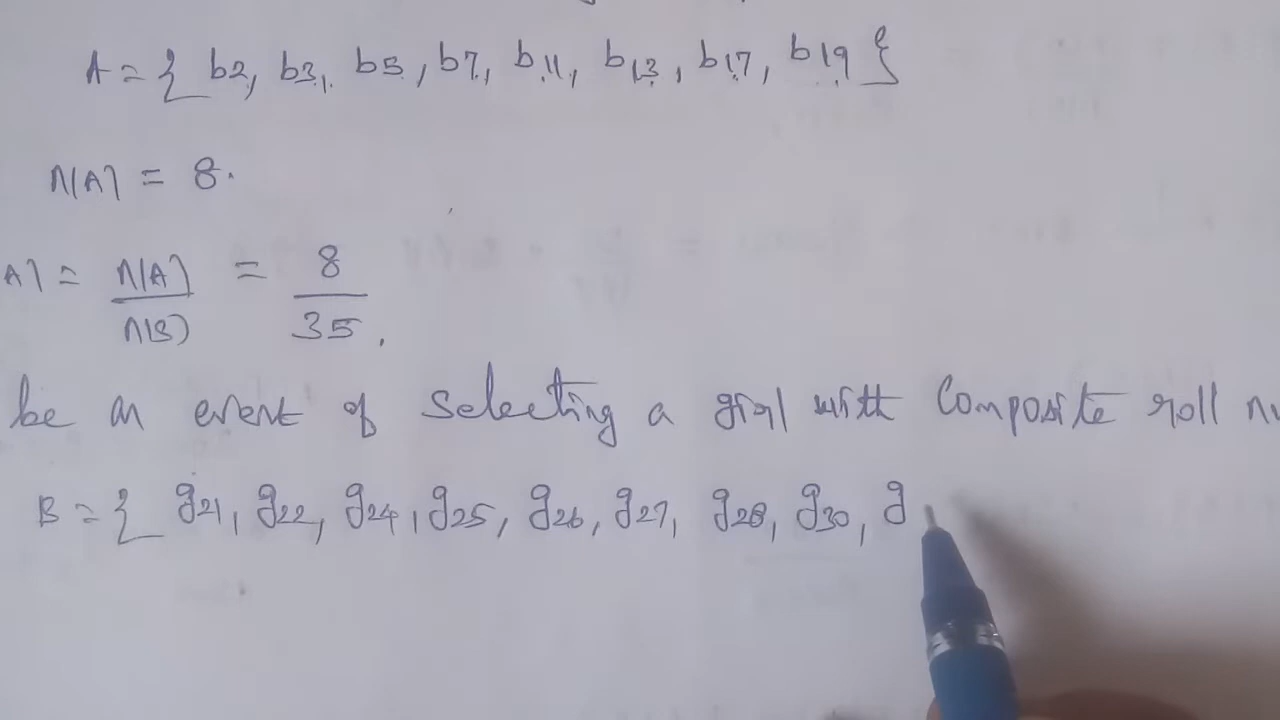 A = { b2, b3, b5, b7, b11, b13, b17, b19 }
n(A) = 8.
A) = n(A) / n(S) = 8 / 35.
be an event of selecting a girl with Composite roll nu
B = { g21, g22, g24, g25, g26, g27, g28, g30, g